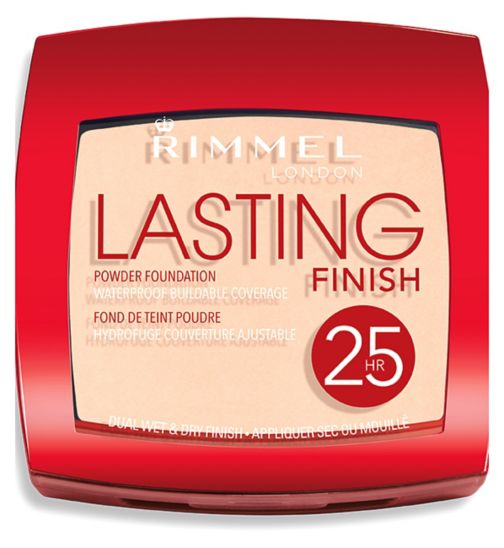 RIMMEL
LONDON
LASTING
FINISH
POWDER FOUNDATION
WATERPROOF BUILDABLE COVERAGE
FOND DE TEINT POUDRE
HYDROFUGE COUVERTURE AJUSTABLE
25
HR
DUAL WET & DRY FINISH • APPLIQUER SEC OU MOUILLÉ